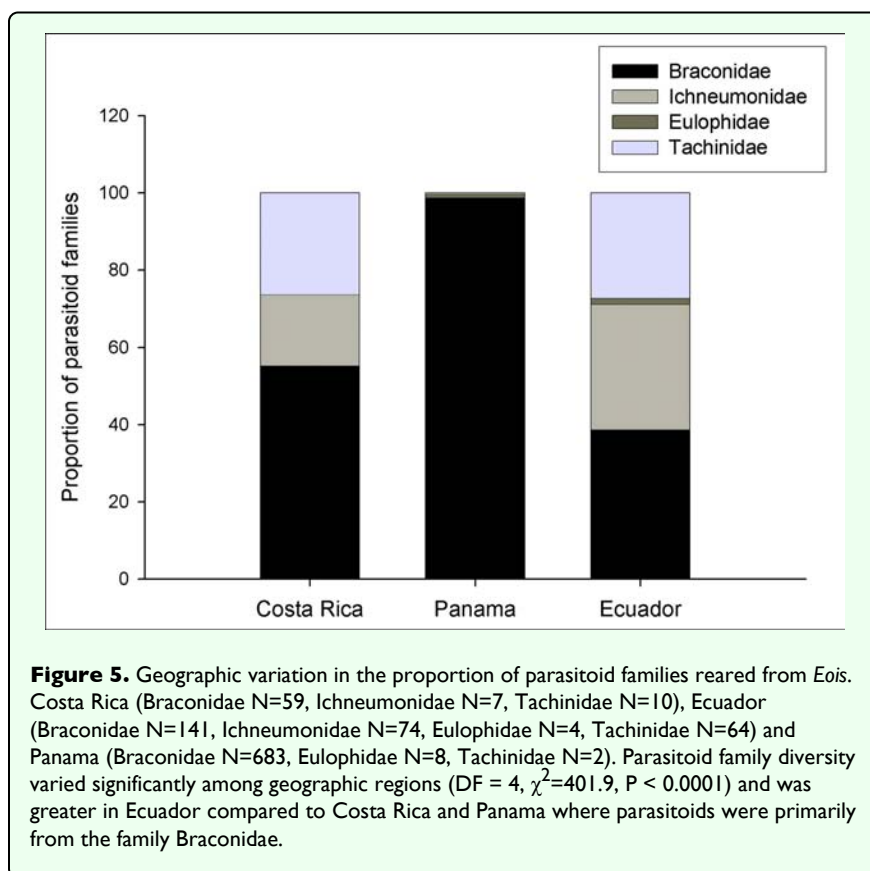 Braconidae
Ichneumonidae
Eulophidae
Tachinidae
120
100
80
60
40
20
0
Proportion of parasitoid families
Costa Rica
Panama
Ecuador
Figure 5. Geographic variation in the proportion of parasitoid families reared from Eois.
Costa Rica (Braconidae N=59, Ichneumonidae N=7, Tachinidae N=10), Ecuador
(Braconidae N=141, Ichneumonidae N=74, Eulophidae N=4, Tachinidae N=64) and
Panama (Braconidae N=683, Eulophidae N=8, Tachinidae N=2). Parasitoid family diversity
varied significantly among geographic regions (DF = 4, χ²=401.9, P < 0.0001) and was
greater in Ecuador compared to Costa Rica and Panama where parasitoids were primarily
from the family Braconidae.